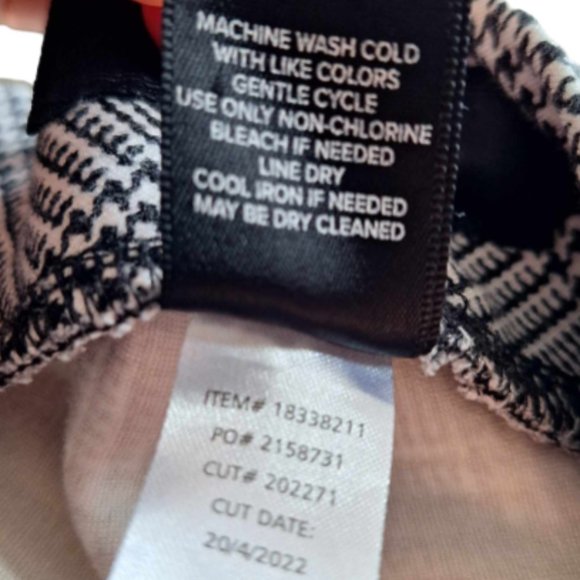 MACHINE WASH COLD
WITH LIKE COLORS
GENTLE CYCLE
USE ONLY NON-CHLORINE
BLEACH IF NEEDED
LINE DRY
COOL IRON IF NEEDED
MAY BE DRY CLEANED
ITEM# 18338211
PO# 2158731
CUT# 202271
CUT DATE:
20/4/2022